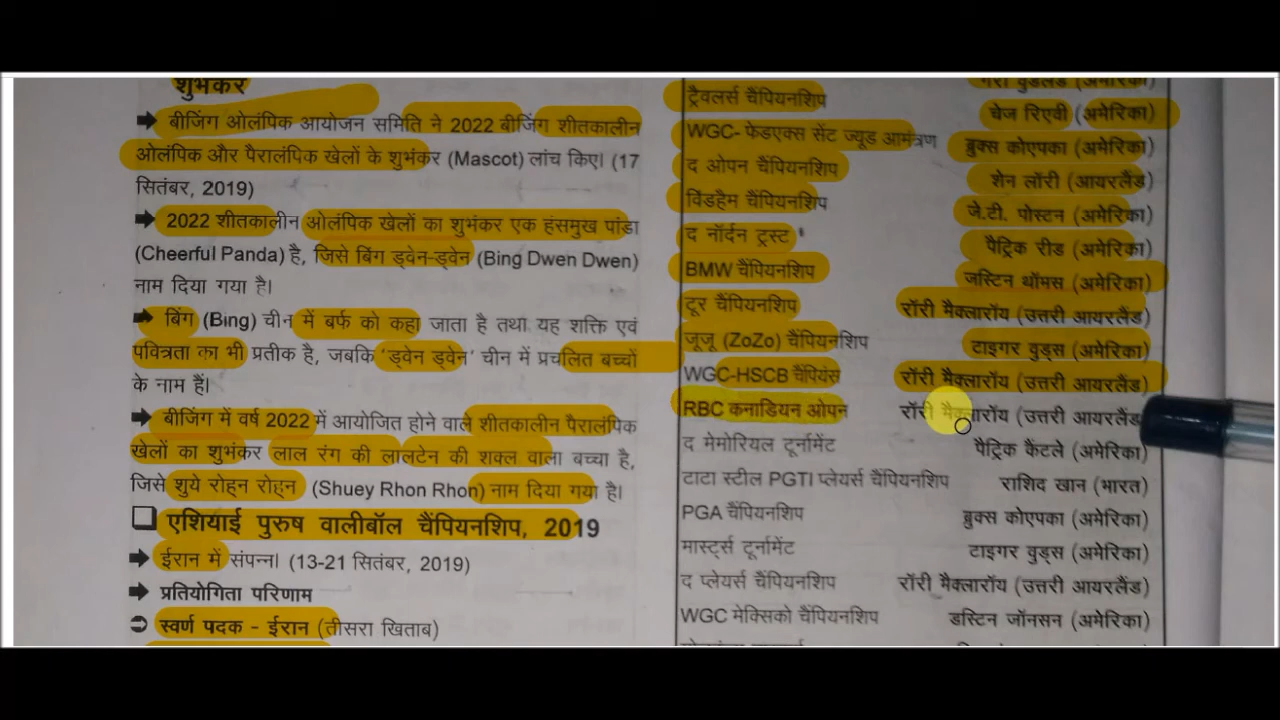 शुभंकर
➡ बीजिंग ओलंपिक आयोजन समिति ने 2022 बीजिंग शीतकालीन
ओलंपिक और पैरालंपिक खेलों के शुभंकर (Mascot) लांच किए। (17
सितंबर, 2019)
➡ 2022 शीतकालीन ओलंपिक खेलों का शुभंकर एक हंसमुख पांडा
(Cheerful Panda) है, जिसे बिंग ड्वेन-ड्वेन (Bing Dwen Dwen)
नाम दिया गया है।
➡ बिंग (Bing) चीन में बर्फ को कहा जाता है तथा यह शक्ति एवं
पवित्रता का भी प्रतीक है, जबकि 'ड्वेन ड्वेन' चीन में प्रचलित बच्चों
के नाम हैं।
➡ बीजिंग में वर्ष 2022 में आयोजित होने वाले शीतकालीन पैरालंपिक
खेलों का शुभंकर लाल रंग की लालटेन की शक्ल वाला बच्चा है,
जिसे शुये रोहन रोहन (Shuey Rhon Rhon) नाम दिया गया है।
❑ एशियाई पुरुष वालीबॉल चैंपियनशिप, 2019
➡ ईरान में संपन्न। (13-21 सितंबर, 2019)
➡ प्रतियोगिता परिणाम
➲ स्वर्ण पदक - ईरान (तीसरा खिताब)
गैरी वुडलैंड (अमेरिका)
ट्रैवलर्स चैंपियनशिप चेज रिएवी (अमेरिका)
WGC- फेडएक्स सेंट ज्यूड आमंत्रण ब्रुक्स कोएपका (अमेरिका)
द ओपन चैंपियनशिप शेन लॉरी (आयरलैंड)
विंडहैम चैंपियनशिप जे.टी. पोस्टन (अमेरिका)
द नॉर्दन ट्रस्ट पैट्रिक रीड (अमेरिका)
BMW चैंपियनशिप जस्टिन थॉमस (अमेरिका)
टूर चैंपियनशिप रॉरी मैक्लारॉय (उत्तरी आयरलैंड)
जूजू (ZoZo) चैंपियनशिप टाइगर वुड्स (अमेरिका)
WGC-HSCB चैंपियंस रॉरी मैक्लारॉय (उत्तरी आयरलैंड)
RBC कनाडियन ओपन रॉरी मैक्लारॉय (उत्तरी आयरलैंड
द मेमोरियल टूर्नामेंट पैट्रिक कैंटले (अमेरिका)
टाटा स्टील PGTI प्लेयर्स चैंपियनशिप राशिद खान (भारत)
PGA चैंपियनशिप ब्रुक्स कोएपका (अमेरिका)
मास्टर्स टूर्नामेंट टाइगर वुड्स (अमेरिका)
द प्लेयर्स चैंपियनशिप रॉरी मैक्लारॉय (उत्तरी आयरलैंड)
WGC मेक्सिको चैंपियनशिप डस्टिन जॉनसन (अमेरिका)